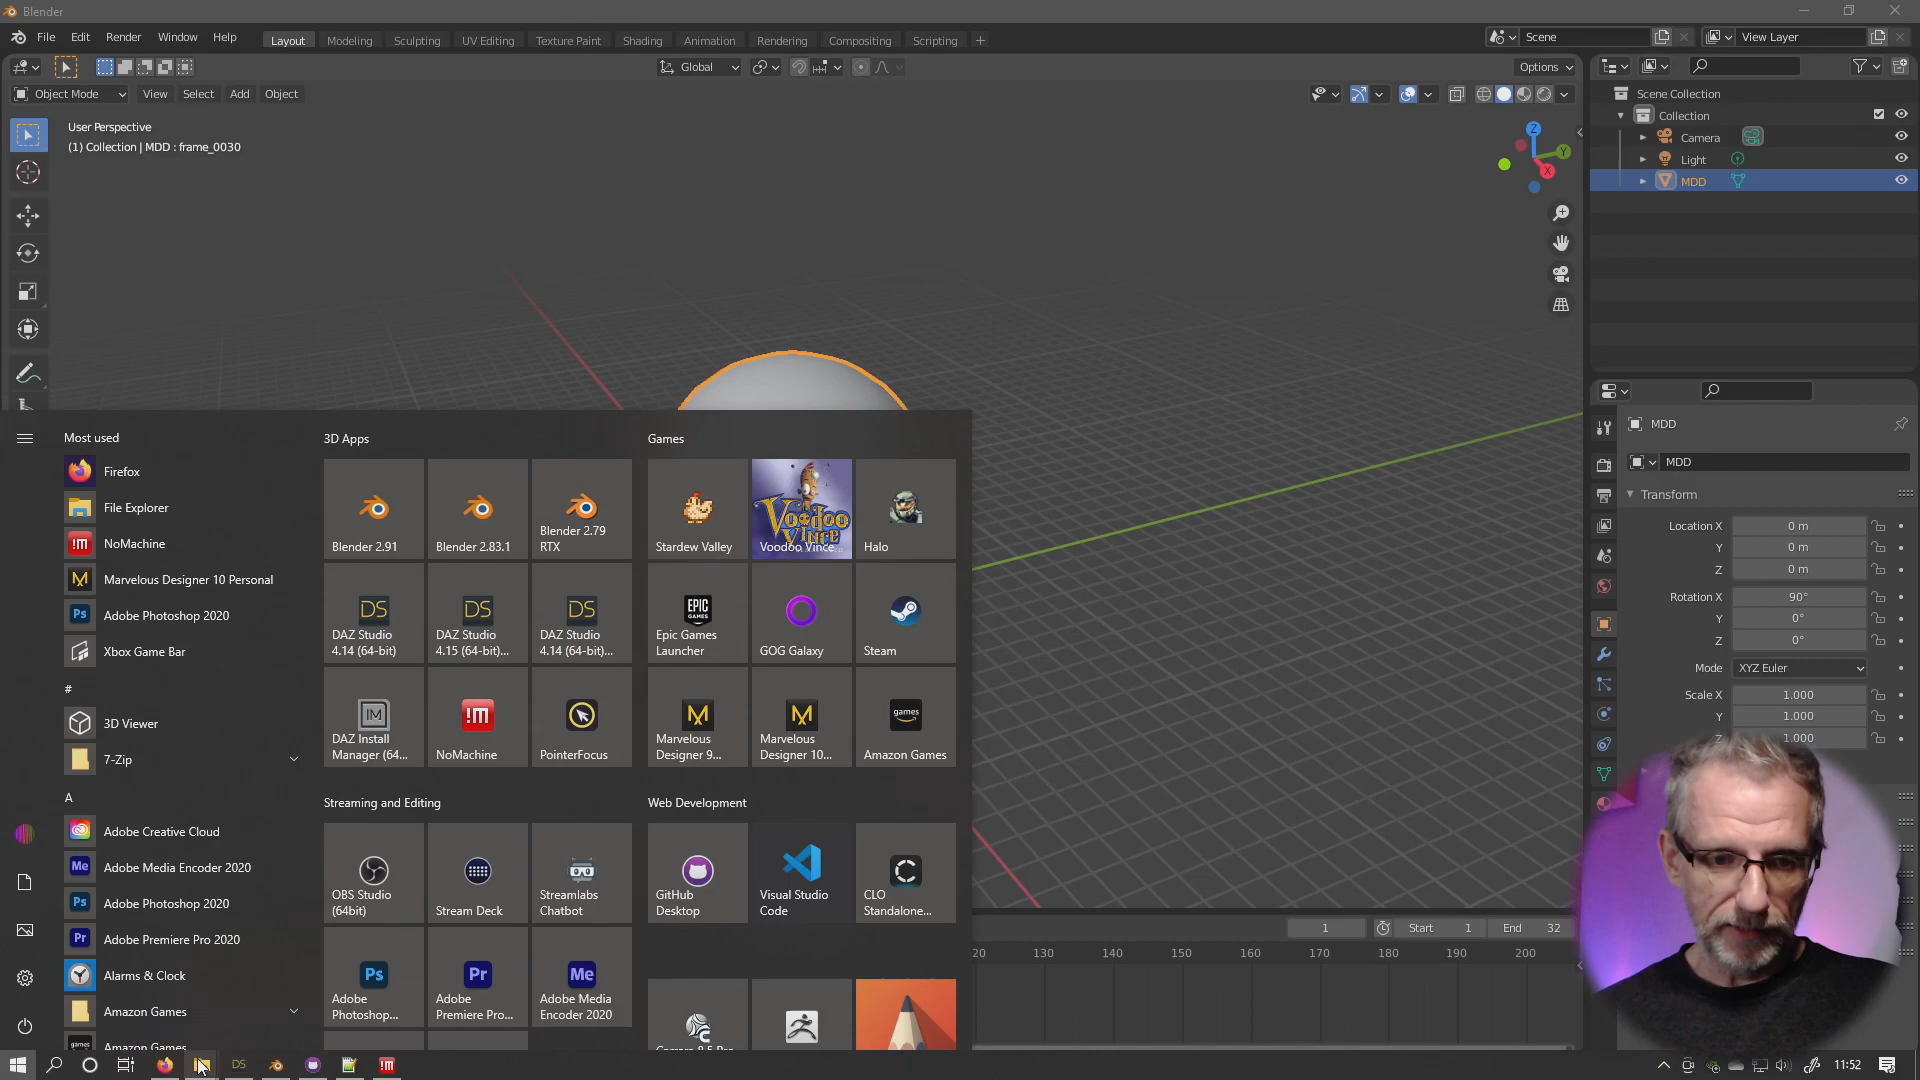 Blender
File Edit Render Window Help
Layout Modeling Sculpting UV Editing Texture Paint Shading Animation Rendering Compositing Scripting +
Scene
View Layer
Global
Options
Object Mode View Select Add Object
User Perspective
(1) Collection | MDD : frame_0030
Z
Y
X
Scene Collection
Collection
Camera
Light
MDD
MDD
MDD
Transform
Location X 0 m
Y 0 m
Z 0 m
Rotation X 90°
Y 0°
Z 0°
Mode XYZ Euler
Scale X 1.000
Y 1.000
Z 1.000
Most used
Firefox
File Explorer
NoMachine
Marvelous Designer 10 Personal
Adobe Photoshop 2020
Xbox Game Bar
#
3D Viewer
7-Zip
A
Adobe Creative Cloud
Adobe Media Encoder 2020
Adobe Photoshop 2020
Adobe Premiere Pro 2020
Alarms & Clock
Amazon Games
Amazon Games
3D Apps
Blender 2.91
Blender 2.83.1
Blender 2.79
RTX
DAZ Studio
4.14 (64-bit)
DAZ Studio
4.15 (64-bit)...
DAZ Studio
4.14 (64-bit)...
DAZ Install
Manager (64...
NoMachine
PointerFocus
Games
Stardew Valley
VOODOO VINCE
Voodoo Vince...
Halo
EPIC GAMES
Epic Games
Launcher
GOG Galaxy
Steam
Marvelous
Designer 9...
Marvelous
Designer 10...
games
Amazon Games
Streaming and Editing
OBS Studio
(64bit)
Stream Deck
Streamlabs
Chatbot
Adobe
Photoshop...
Adobe
Premiere Pro...
Adobe Media
Encoder 2020
Web Development
GitHub
Desktop
Visual Studio
Code
CLO
Standalone...
1 Start 1 End 32
20 130 140 150 160 170 180 190 200
11:52